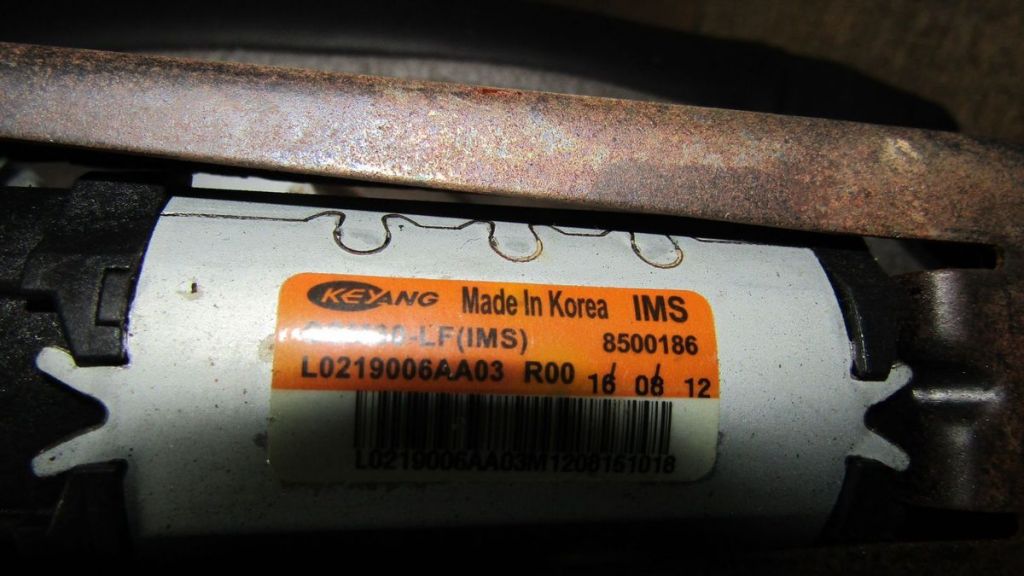 KEYANG Made In Korea IMS
-LF(IMS) 8500186
L0219006AA03 R00 16/ 08/ 12
L0219006AA03M1208161018